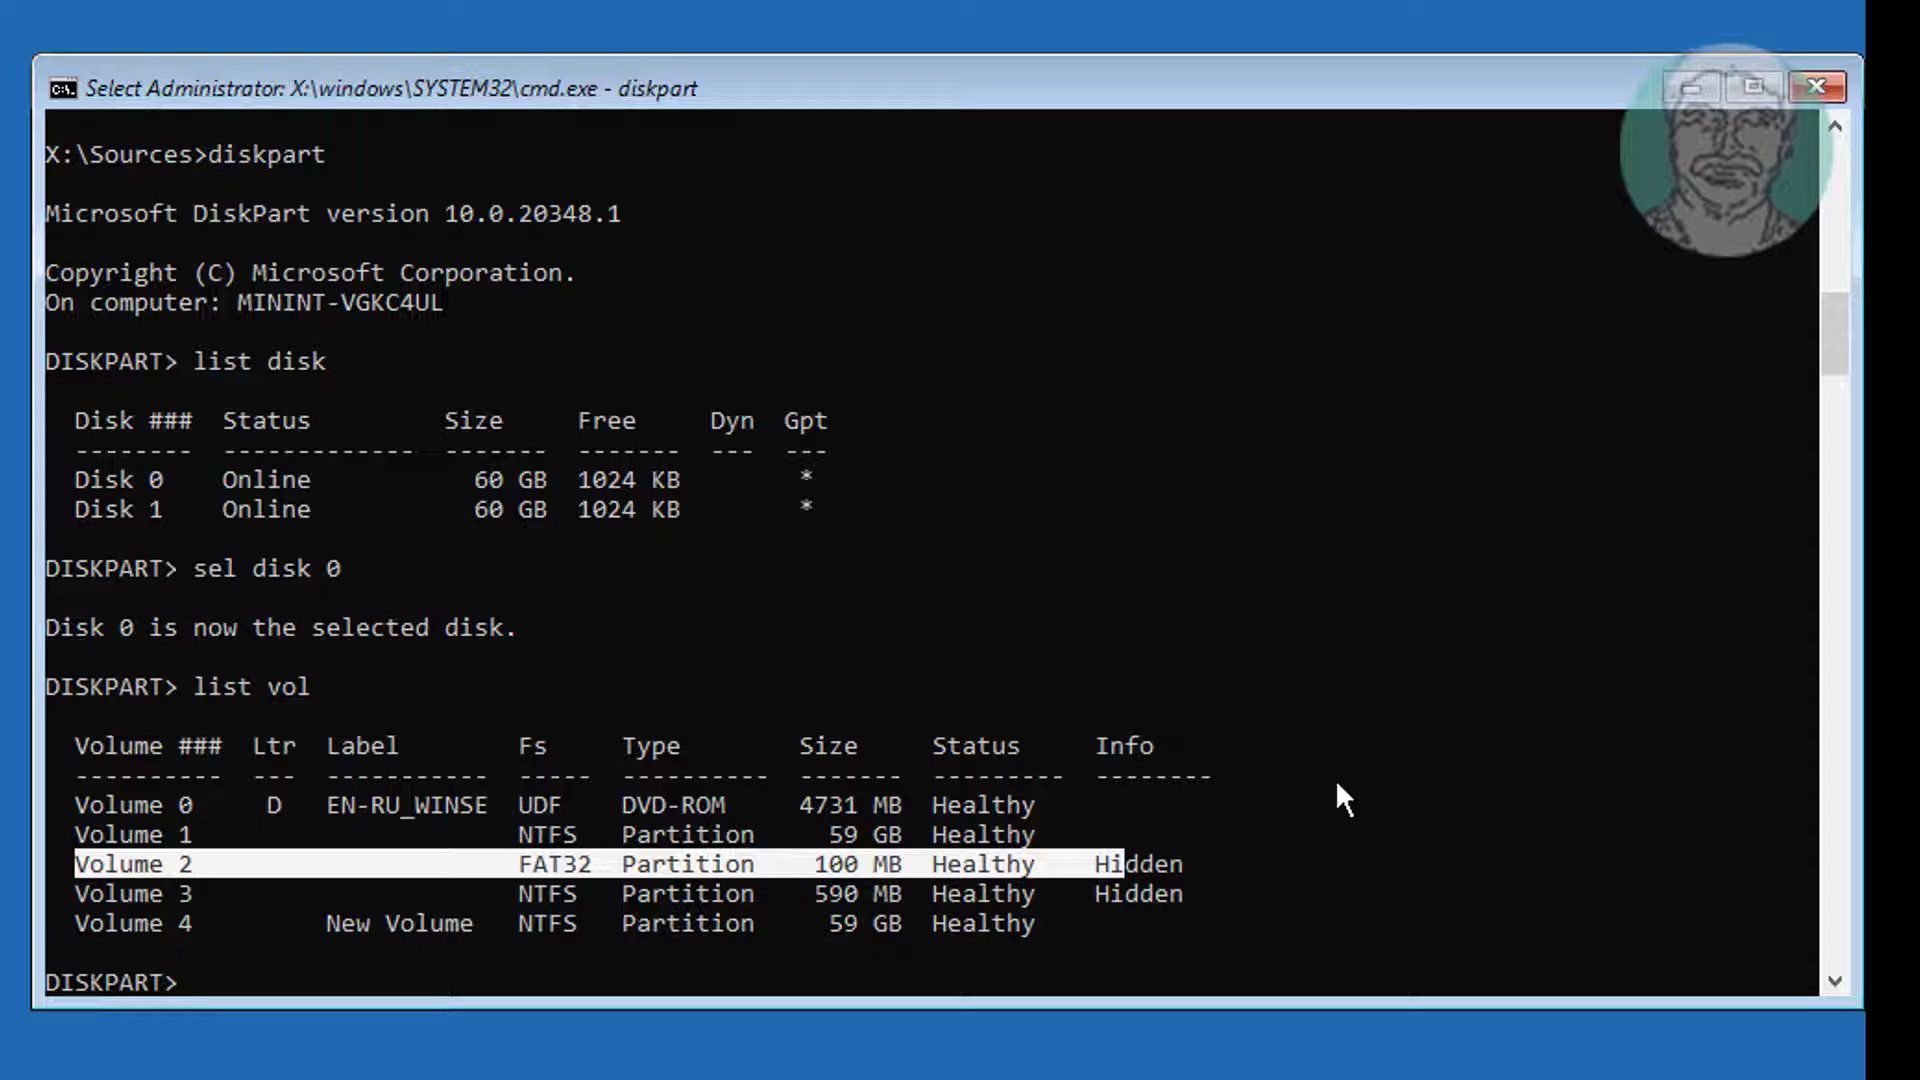 Select Administrator: X:\windows\SYSTEM32\cmd.exe - diskpart
X:\Sources>diskpart
Microsoft DiskPart version 10.0.20348.1
Copyright (C) Microsoft Corporation.
On computer: MININT-VGKC4UL
DISKPART> list disk
Disk ###  Status         Size     Free     Dyn  Gpt
--------  -------------  -------  -------  ---  ---
Disk 0    Online           60 GB  1024 KB        *
Disk 1    Online           60 GB  1024 KB        *
DISKPART> sel disk 0
Disk 0 is now the selected disk.
DISKPART> list vol
Volume ###  Ltr  Label        Fs     Type        Size     Status     Info
----------  ---  -----------  -----  ----------  -------  ---------  --------
Volume 0     D   EN-RU_WINSE  UDF    DVD-ROM     4731 MB  Healthy
Volume 1                      NTFS   Partition     59 GB  Healthy
Volume 2                      FAT32  Partition    100 MB  Healthy    Hidden
Volume 3                      NTFS   Partition    590 MB  Healthy    Hidden
Volume 4         New Volume   NTFS   Partition     59 GB  Healthy
DISKPART>